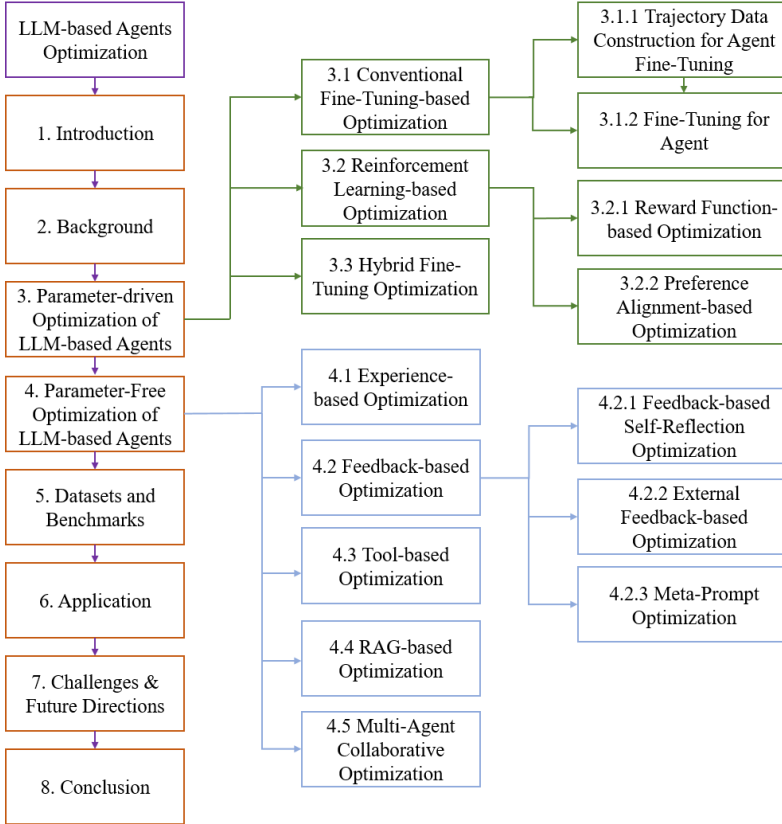 LLM-based Agents
Optimization
1. Introduction
2. Background
3. Parameter-driven
Optimization of
LLM-based Agents
4. Parameter-Free
Optimization of
LLM-based Agents
5. Datasets and
Benchmarks
6. Application
7. Challenges &
Future Directions
8. Conclusion
3.1 Conventional
Fine-Tuning-based
Optimization
3.2 Reinforcement
Learning-based
Optimization
3.3 Hybrid Fine-
Tuning Optimization
3.1.1 Trajectory Data
Construction for Agent
Fine-Tuning
3.1.2 Fine-Tuning for
Agent
3.2.1 Reward Function-
based Optimization
3.2.2 Preference
Alignment-based
Optimization
4.1 Experience-
based Optimization
4.2 Feedback-based
Optimization
4.3 Tool-based
Optimization
4.4 RAG-based
Optimization
4.5 Multi-Agent
Collaborative
Optimization
4.2.1 Feedback-based
Self-Reflection
Optimization
4.2.2 External
Feedback-based
Optimization
4.2.3 Meta-Prompt
Optimization